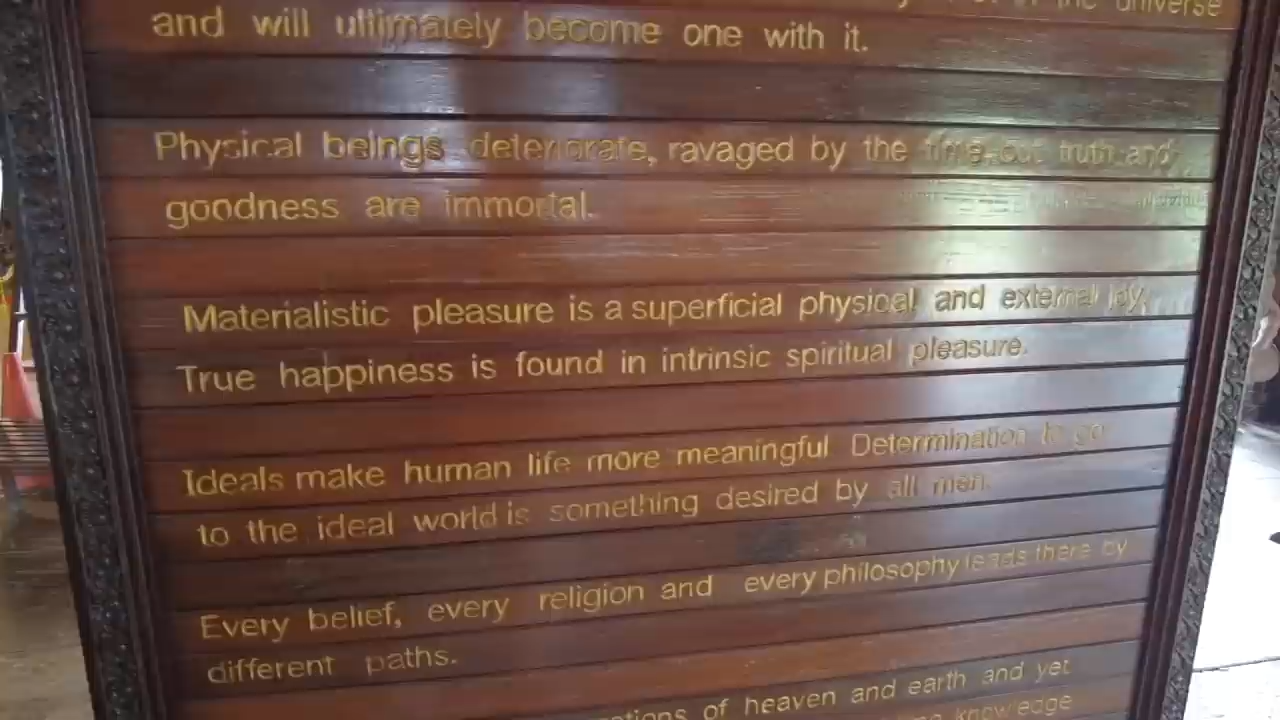 the universe
and will ultimately become one with it.
Physical beings deteriorate, ravaged by the time, but truth and
goodness are immortal.
Materialistic pleasure is a superficial physical and external joy,
True happiness is found in intrinsic spiritual pleasure.
Ideals make human life more meaningful Determination to go
to the ideal world is something desired by all men.
Every belief, every religion and every philosophy leads there by
different paths.
of heaven and earth and yet
knowledge